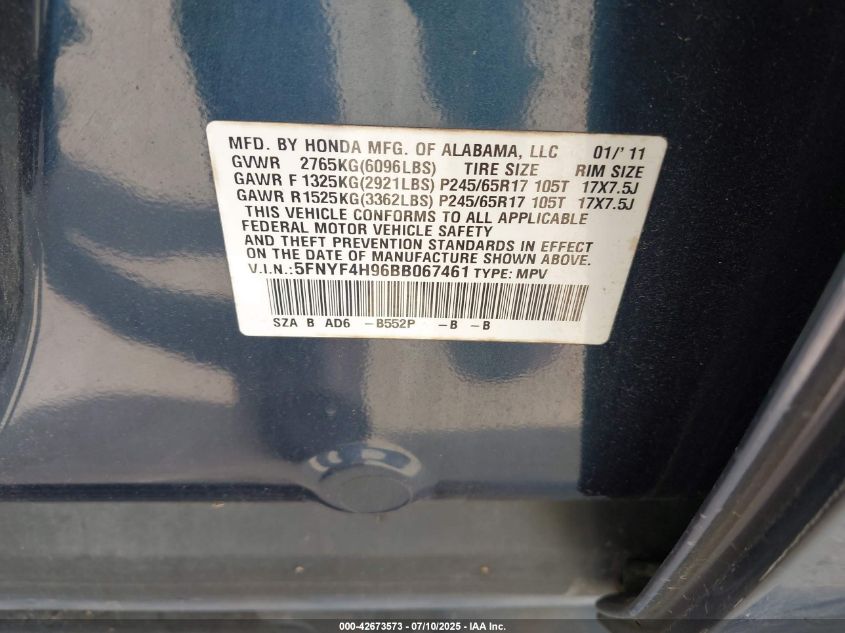 MFD. BY HONDA MFG. OF ALABAMA, LLC 01/'11
GVWR 2765KG(6096LBS) TIRE SIZE RIM SIZE
GAWR F 1325KG(2921LBS) P245/65R17 105T 17X7.5J
GAWR R1525KG(3362LBS) P245/65R17 105T 17X7.5J
THIS VEHICLE CONFORMS TO ALL APPLICABLE
FEDERAL MOTOR VEHICLE SAFETY
AND THEFT PREVENTION STANDARDS IN EFFECT
ON THE DATE OF MANUFACTURE SHOWN ABOVE.
V.I.N.:5FNYF4H96BB067461 TYPE: MPV
SZA B AD6 -B552P -B -B
000-42673573 / 07/10/2025 - IAA Inc.